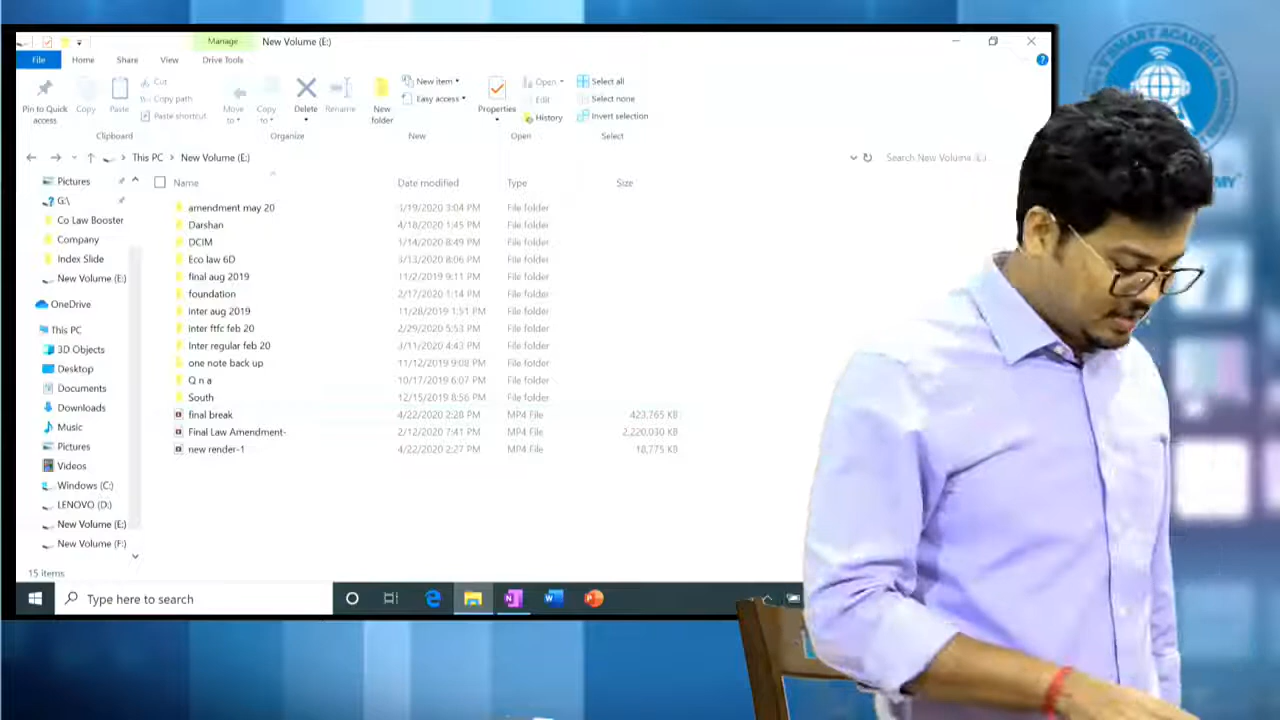 Manage
New Volume (E:)
File
Home
Share
View
Drive Tools
Pin to Quick access
Copy
Paste
Cut
Copy path
Paste shortcut
Clipboard
Move to
Copy to
Delete
Rename
Organize
New folder
New item
Easy access
New
Properties
Open
Edit
History
Open
Select all
Select none
Invert selection
Select
This PC > New Volume (E:)
Search New Volume (E:)
Pictures
G:\
Co Law Booster
Company
Index Slide
New Volume (E:)
OneDrive
This PC
3D Objects
Desktop
Documents
Downloads
Music
Pictures
Videos
Windows (C:)
LENOVO (D:)
New Volume (E:)
New Volume (F:)
Name Date modified Type Size
amendment may 20 /19/2020 3:04 PM File folder
Darshan 4/18/2020 1:45 PM File folder
DCIM 1/14/2020 8:49 PM File folder
Eco law 6D 3/13/2020 8:06 PM File folder
final aug 2019 11/2/2019 9:11 PM File folder
foundation 2/17/2020 1:14 PM File folder
inter aug 2019 11/28/2019 1:51 PM File folder
inter ftfc feb 20 2/29/2020 5:53 PM File folder
Inter regular feb 20 3/11/2020 4:43 PM File folder
one note back up 11/12/2019 9:08 PM File folder
Q n a 10/17/2019 6:07 PM File folder
South 12/15/2019 8:56 PM File folder
final break 4/22/2020 2:28 PM MP4 File 423,765 KB
Final Law Amendment- 2/12/2020 7:41 PM MP4 File 2,220,030 KB
new render-1 4/22/2020 2:27 PM MP4 File 18,775 KB
15 items
Type here to search
SMART ACADEMY